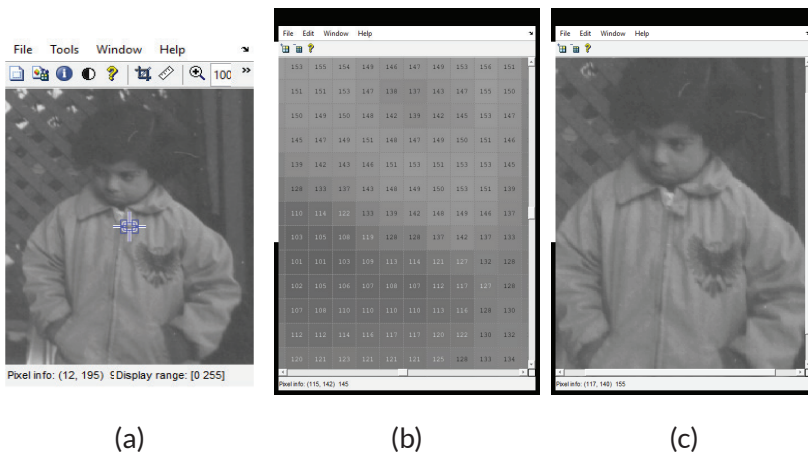 File Tools Window Help
100 »
Pixel info: (12, 195) Display range: [0 255]
(a)
File Edit Window Help
153 155 154 149 146 147 149 153 156 151
151 151 153 147 138 137 143 147 155 150
150 149 150 148 142 139 142 145 153 147
145 147 149 151 148 147 149 150 151 146
139 142 143 146 151 153 151 153 153 145
128 133 137 143 148 149 150 153 151 139
110 114 122 133 139 142 148 149 146 137
103 105 108 119 128 128 137 142 137 133
101 101 103 109 113 114 121 127 132 128
102 105 106 107 108 107 112 117 127 128
107 108 110 110 110 110 113 116 128 130
112 112 114 116 117 117 120 122 130 132
120 121 123 121 121 121 125 128 133 134
Pixel info: (115, 142) 145
(b)
File Edit Window Help
Pixel info: (117, 140) 155
(c)